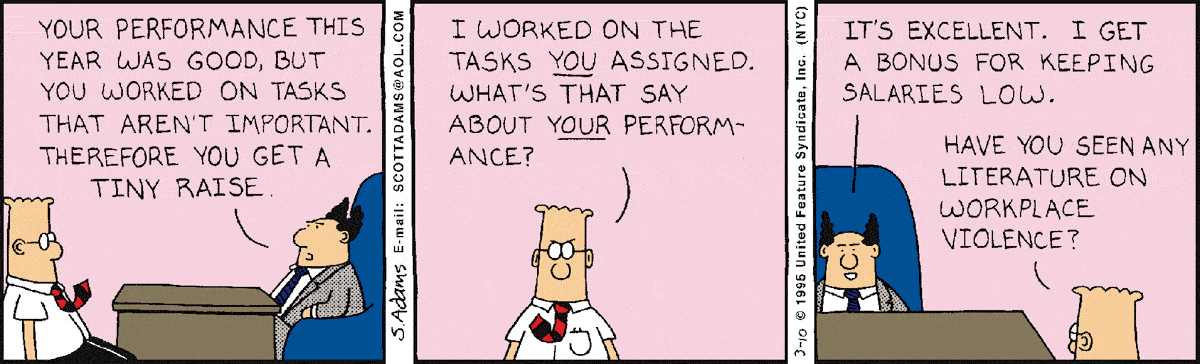 YOUR PERFORMANCE THIS
YEAR WAS GOOD, BUT
YOU WORKED ON TASKS
THAT AREN'T IMPORTANT.
THEREFORE YOU GET A
TINY RAISE.
S.Adams E-mail: SCOTTADAMS@AOL.COM
I WORKED ON THE
TASKS YOU ASSIGNED.
WHAT'S THAT SAY
ABOUT YOUR PERFORM-
ANCE?
3-10 © 1995 United Feature Syndicate, Inc. (NYC)
IT'S EXCELLENT. I GET
A BONUS FOR KEEPING
SALARIES LOW.
HAVE YOU SEEN ANY
LITERATURE ON
WORKPLACE
VIOLENCE?